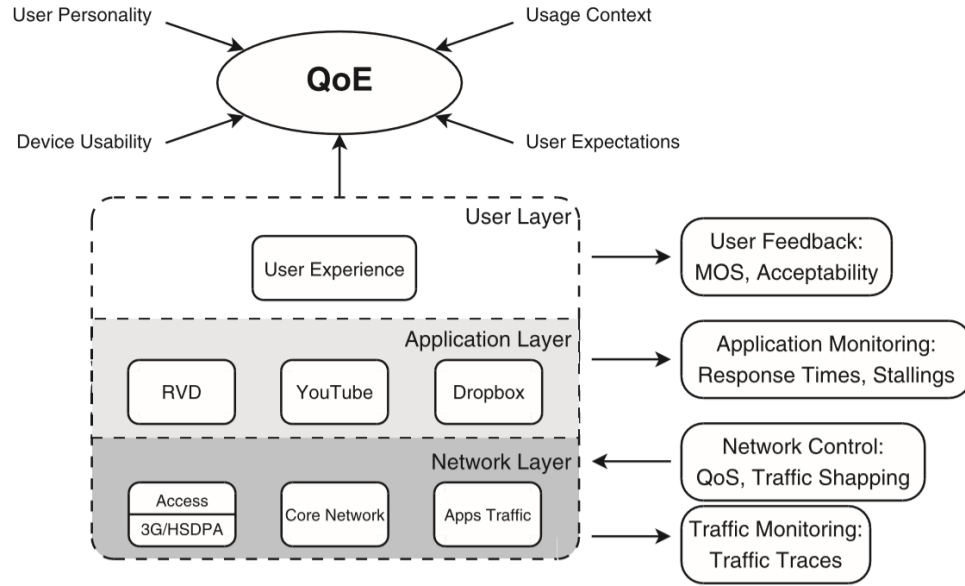 User Personality
Usage Context
QoE
Device Usability
User Expectations
User Layer
User Experience
User Feedback:
MOS, Acceptability
Application Layer
RVD
YouTube
Dropbox
Application Monitoring:
Response Times, Stallings
Network Layer
Access
3G/HSDPA
Core Network
Apps Traffic
Network Control:
QoS, Traffic Shapping
Traffic Monitoring:
Traffic Traces